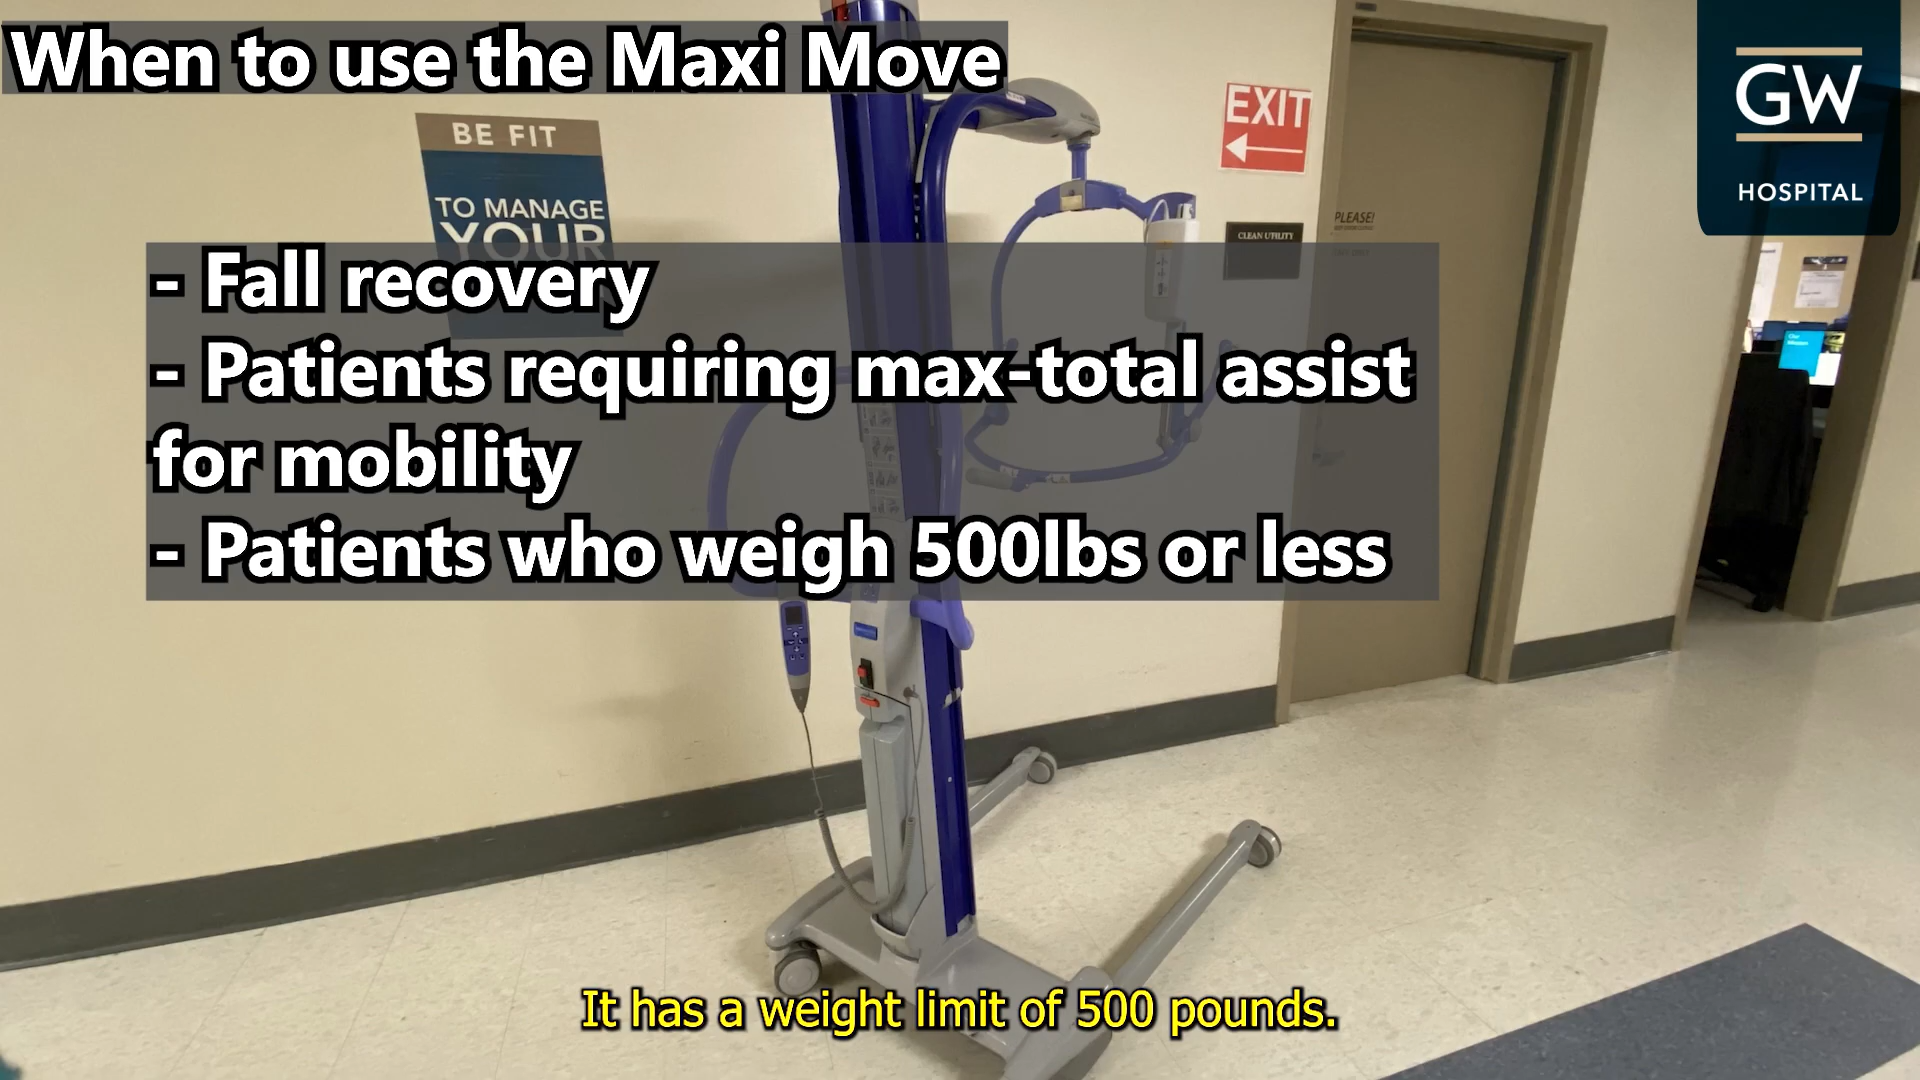 When to use the Maxi Move
GW
HOSPITAL
BE FIT
TO MANAGE
YOUR
EXIT
PLEASE!
CLEAN UTILITY
- Fall recovery
- Patients requiring max-total assist
for mobility
- Patients who weigh 500lbs or less
It has a weight limit of 500 pounds.